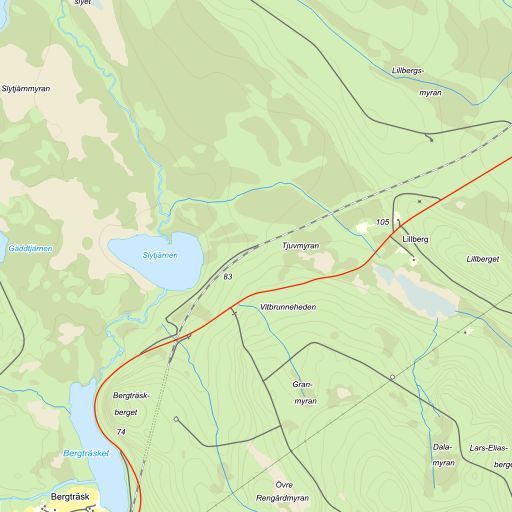 slyet
Lillbergs-
myran
Slytjärnmyran
105
Lillberg
Gäddtjärnen
Slytjärnen
Tjuvmyran
Lillberget
83
Vitbrunneheden
Bergträsk-
berget
74
Gran-
myran
Bergträsket
Dala-
myran
Lars-Elias-
berge
Övre
Rengårdmyran
Bergträsk